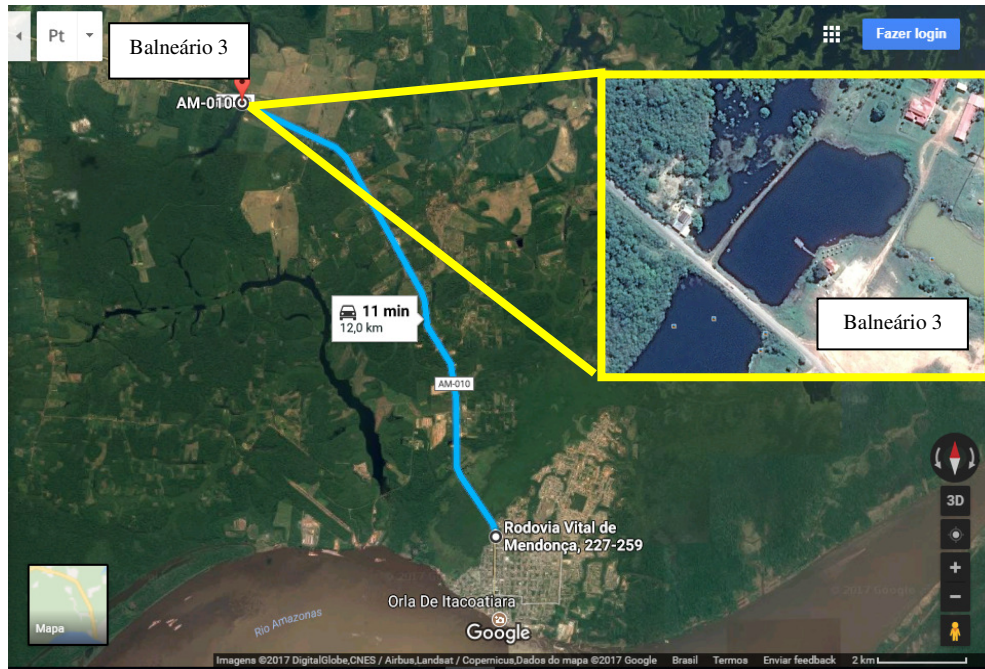 Pt
Balneário 3
Fazer login
AM-010
Balneário 3
11 min
12,0 km
AM-010
Rodovia Vital de
Mendonça, 227-259
3D
+
−
© 2017 Google
Orla De Itacoatiara
Rio Amazonas
Google
Mapa
Imagens ©2017 DigitalGlobe,CNES / Airbus,Landsat / Copernicus,Dados do mapa ©2017 Google Brasil Termos Enviar feedback 2 km